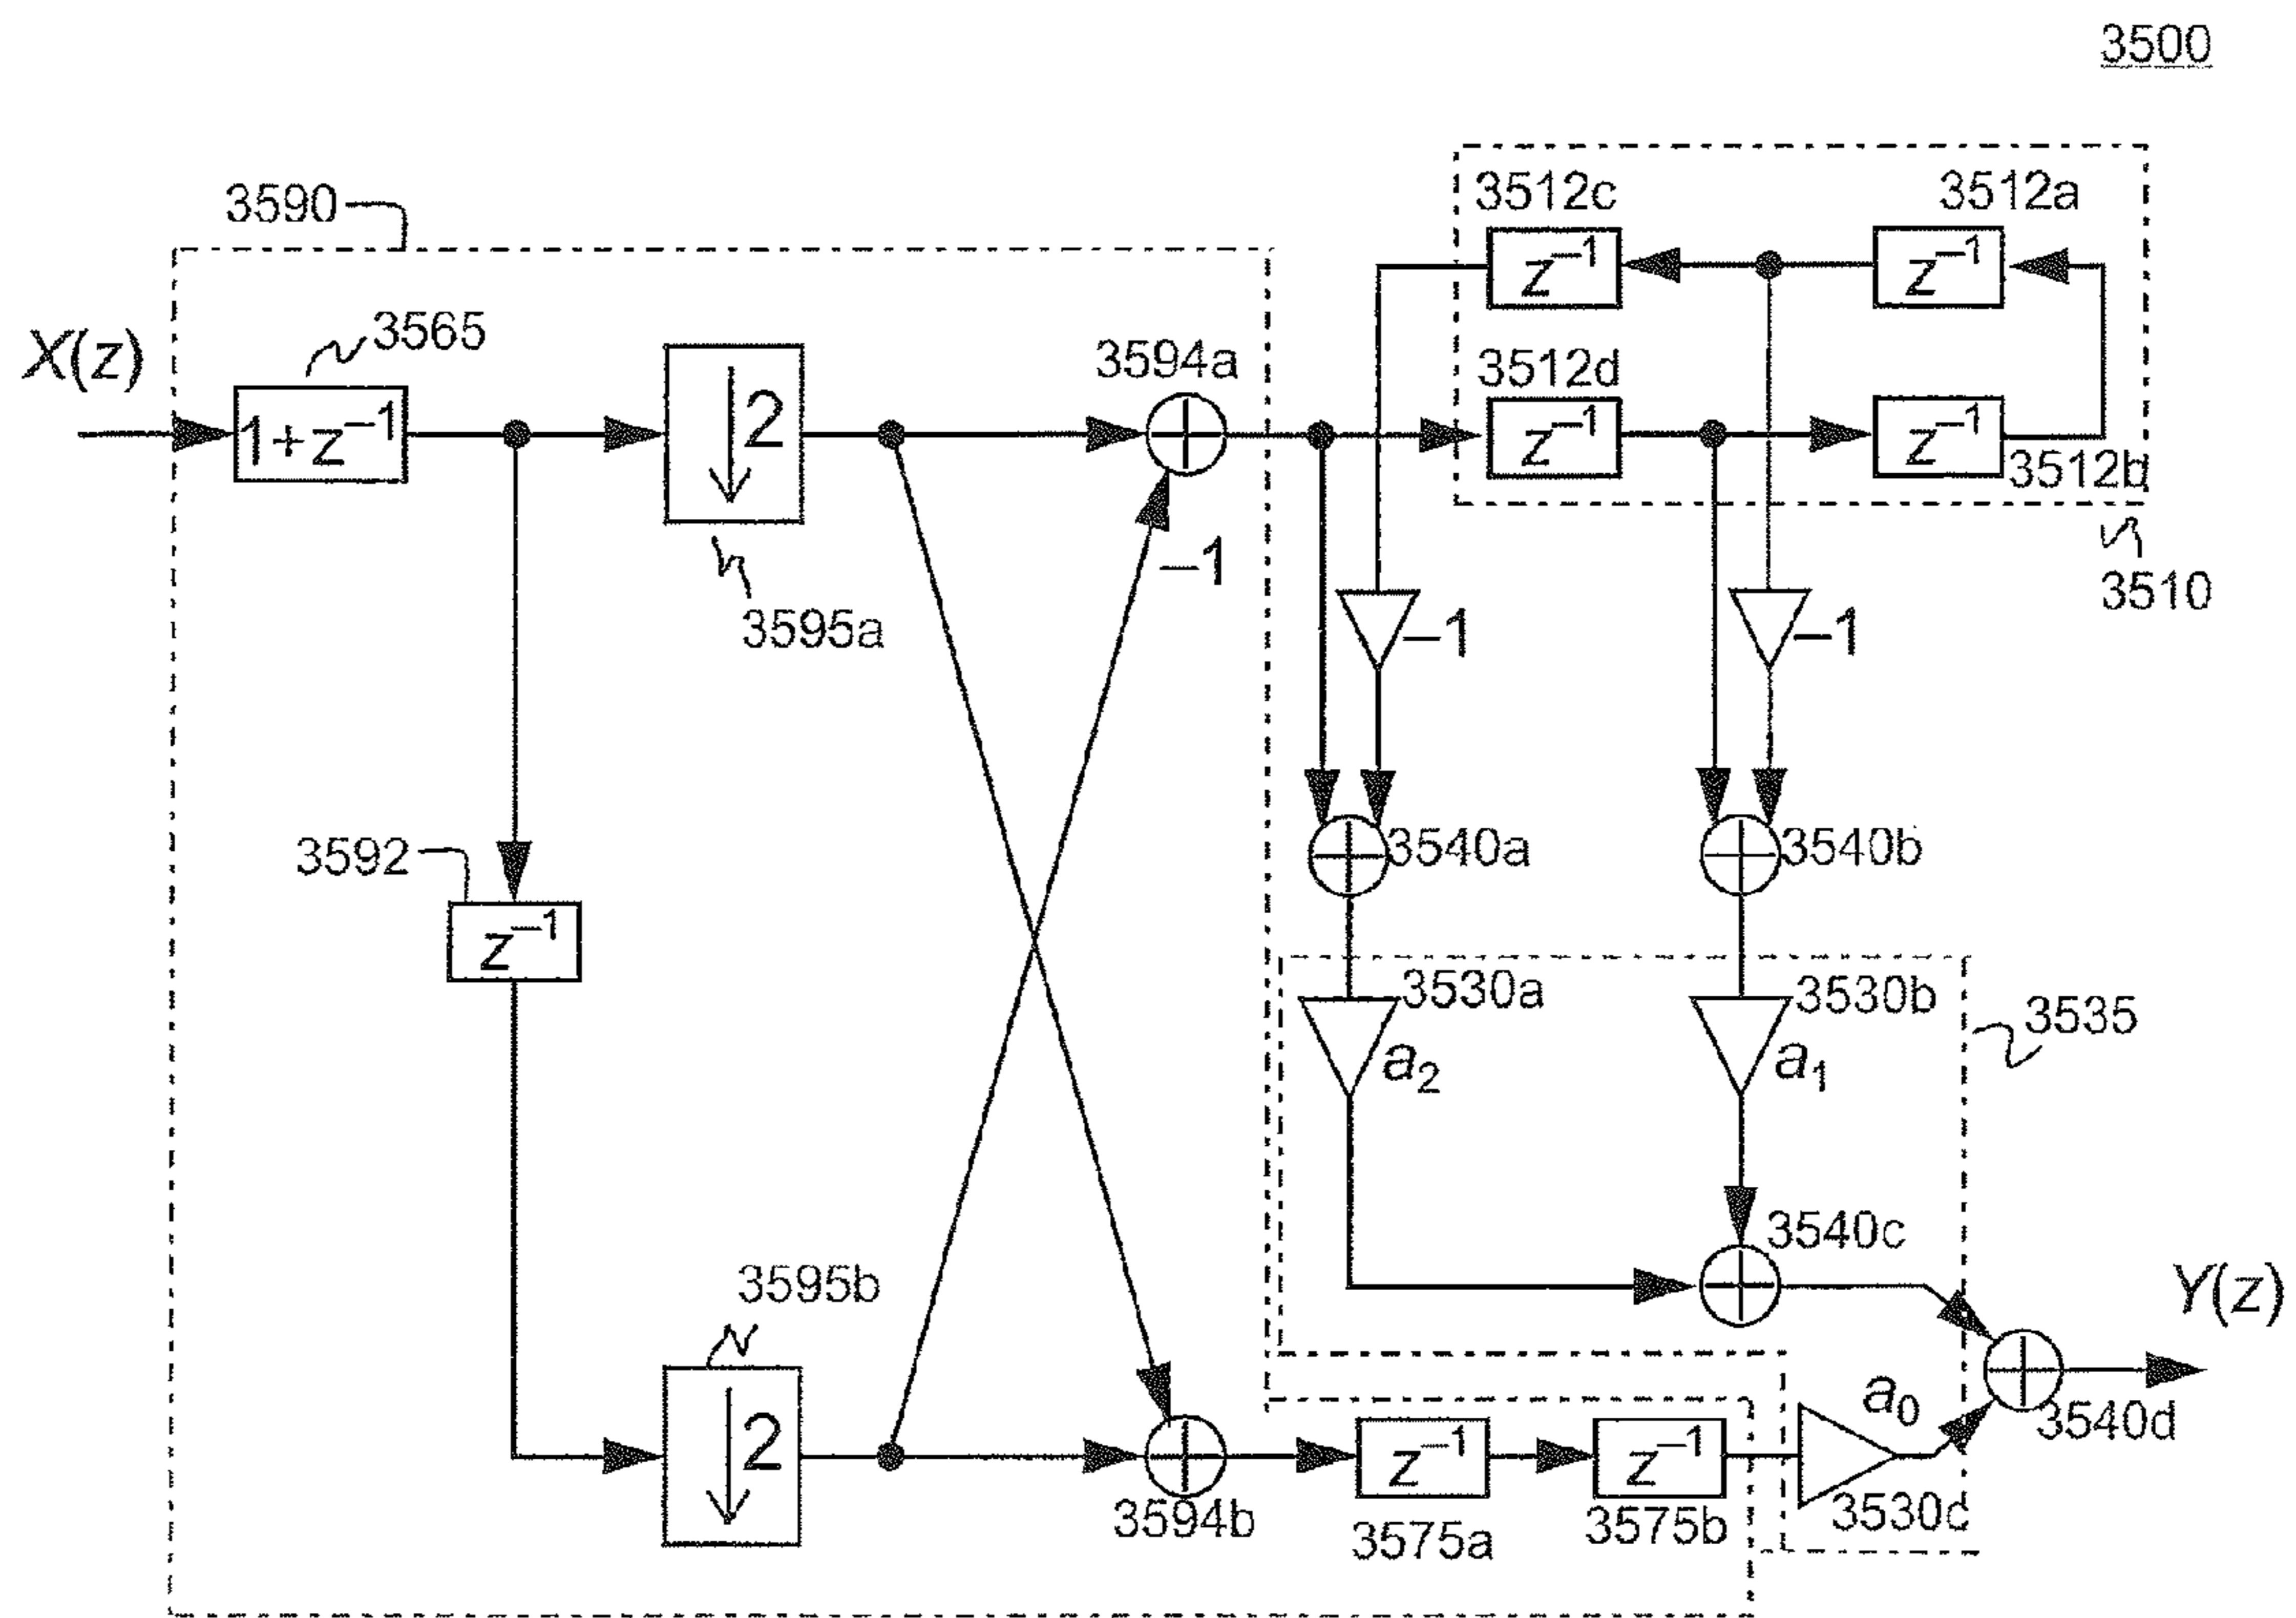 3500
3590
3512c
3512a
z⁻¹
z⁻¹
X(z)
3565
3594a
3512d
1+z⁻¹
↓2
z⁻¹
z⁻¹
3512b
–1
3595a
3510
–1
–1
3592
3540a
3540b
z⁻¹
3530a
3530b
3535
a₂
a₁
3540c
3595b
Y(z)
a₀
↓2
z⁻¹
z⁻¹
3540d
3594b
3575a
3575b
3530c